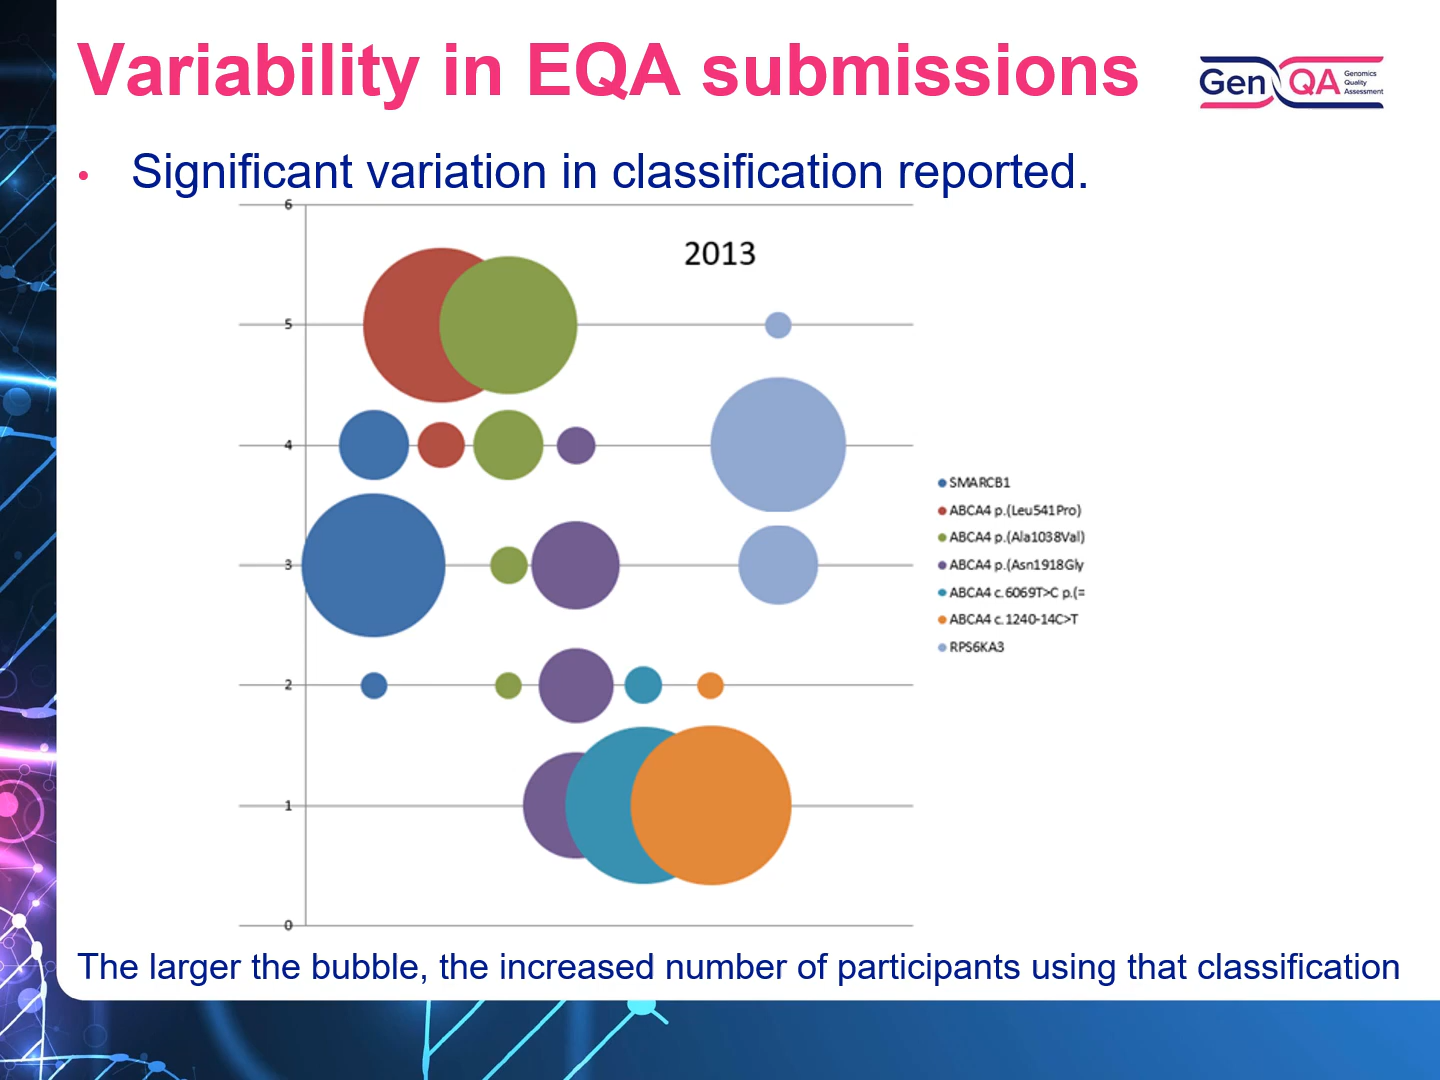 Variability in EQA submissions
GenQA Genomics
Quality
Assessment
• Significant variation in classification reported.
6
2013
5
4
3
2
1
0
SMARCB1
ABCA4 p.(Leu541Pro)
ABCA4 p.(Ala1038Val)
ABCA4 p.(Asn1918Gly
ABCA4 c.6069T>C p.(=
ABCA4 c.1240-14C>T
RPS6KA3
The larger the bubble, the increased number of participants using that classification